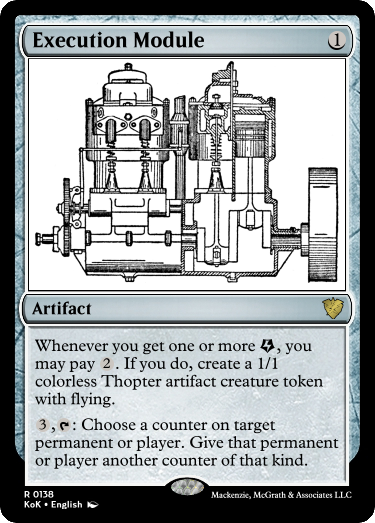 Execution Module 1
Artifact
Whenever you get one or more , you
may pay 2. If you do, create a 1/1
colorless Thopter artifact creature token
with flying.
3, : Choose a counter on target
permanent or player. Give that permanent
or player another counter of that kind.
R 0138
KoK • English Mackenzie, McGrath & Associates LLC